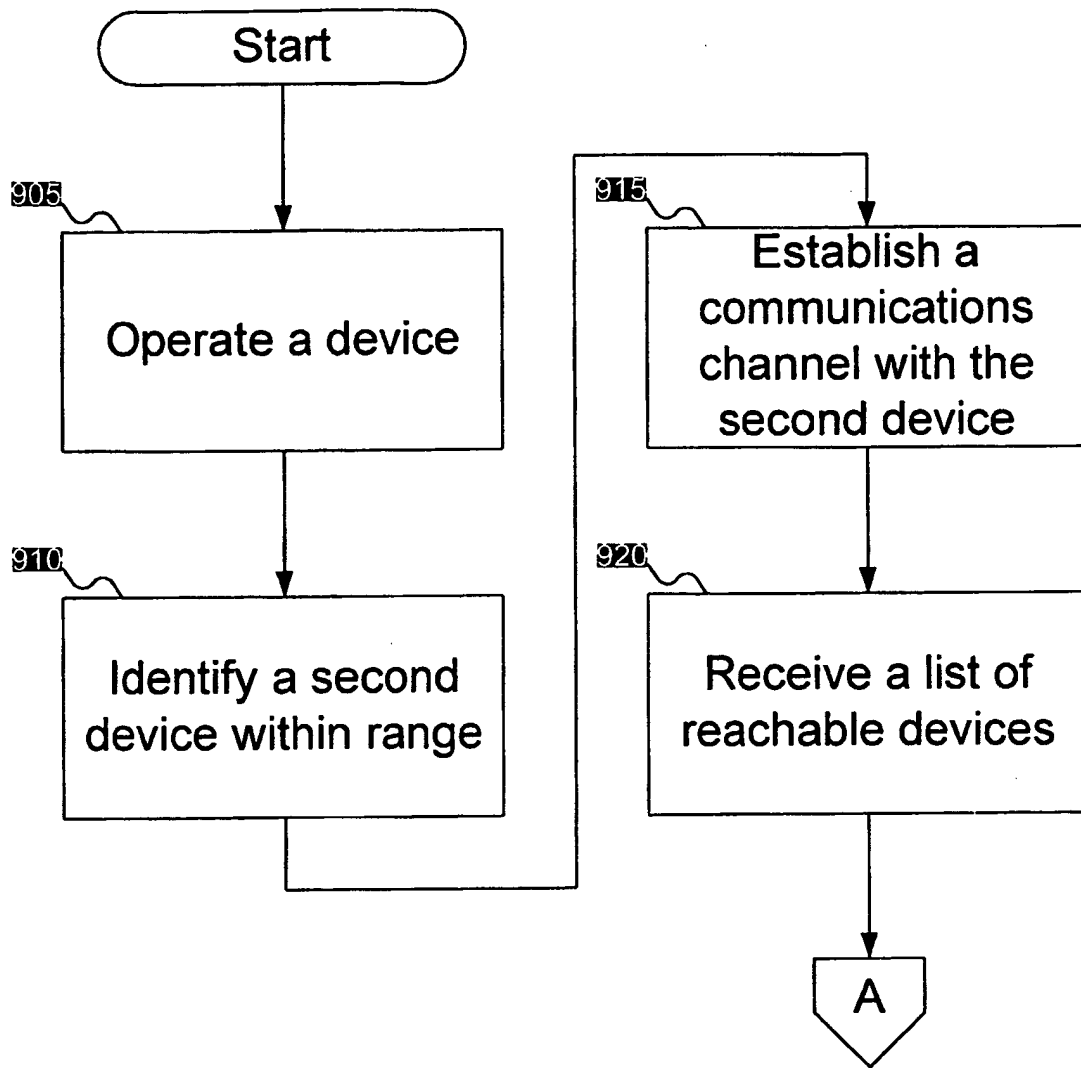 Start
905
Operate a device
910
Identify a second
device within range
915
Establish a
communications
channel with the
second device
920
Receive a list of
reachable devices
A